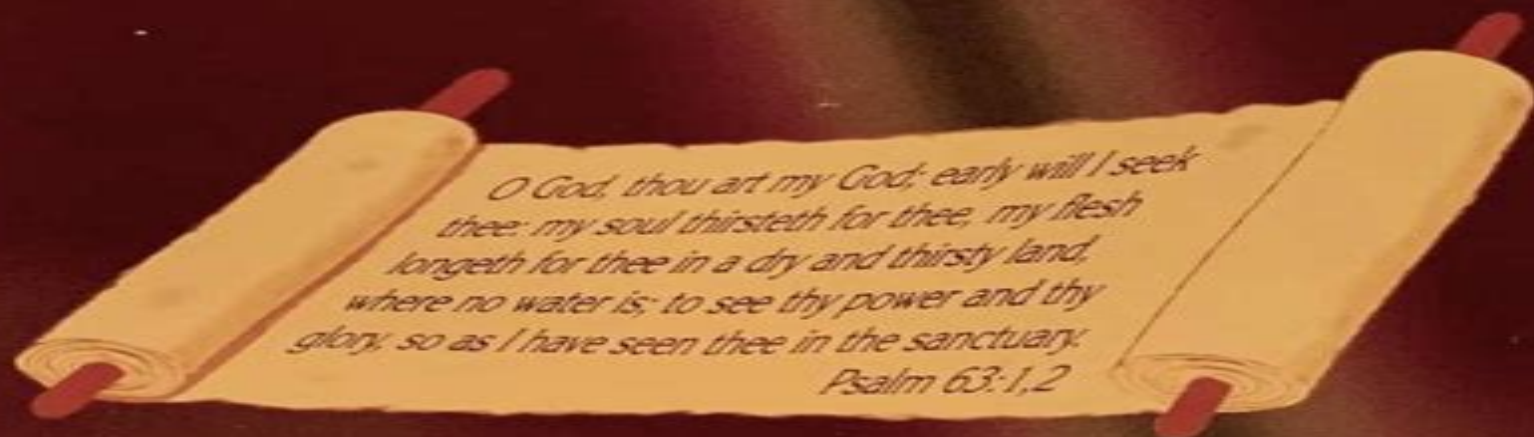 O God, thou art my God; early will I seek
thee: my soul thirsteth for thee, my flesh
longeth for thee in a dry and thirsty land,
where no water is; to see thy power and thy
glory, so as I have seen thee in the sanctuary.
Psalm 63:1,2